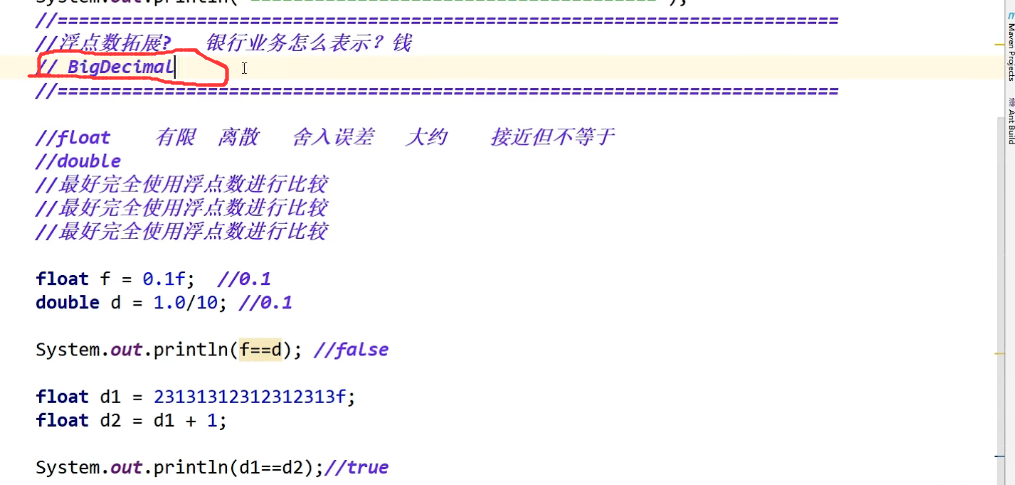 System.out.println("======================================");
//=========================================================================
//浮点数拓展?   银行业务怎么表示？钱
// BigDecimal
//=========================================================================
//float    有限  离散   舍入误差   大约    接近但不等于
//double
//最好完全使用浮点数进行比较
//最好完全使用浮点数进行比较
//最好完全使用浮点数进行比较
float f = 0.1f;  //0.1
double d = 1.0/10; //0.1
System.out.println(f==d); //false
float d1 = 23131312312312313f;
float d2 = d1 + 1;
System.out.println(d1==d2);//true
Maven Projects
Ant Build